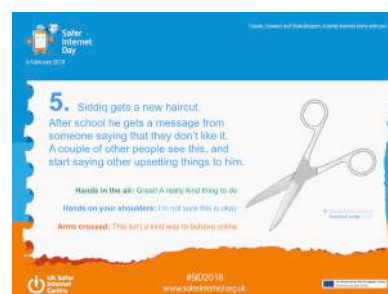 Safer
Internet
Day
5. Siddiq gets a new haircut.
After school he gets a message from
someone saying that they don't like it.
A couple of other people see this, and
start saying other upsetting things to him.
Hands in the air: Great! A really kind thing to do
Hands on your shoulders: I'm not sure this is okay
Arms crossed: This isn't a kind way to behave online
UK Safer
Internet
Centre
#SID2018
www.saferinternet.org.uk